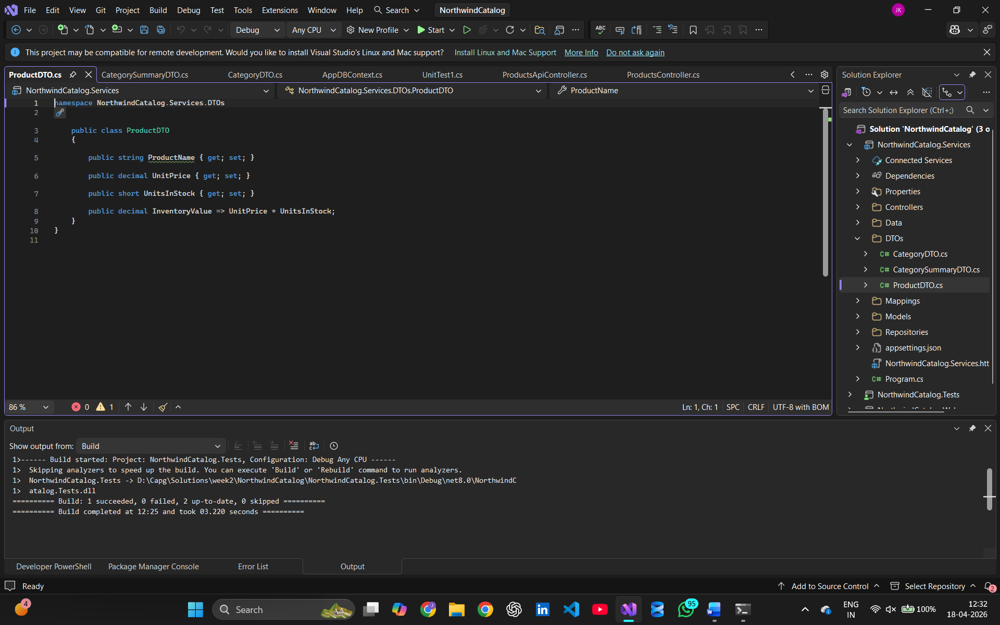 File Edit View Git Project Build Debug Test Tools Extensions Window Help Search NorthwindCatalog JK
Debug Any CPU New Profile Start ABC
This project may be compatible for remote development. Would you like to install Visual Studio's Linux and Mac support? Install Linux and Mac Support More Info Do not ask again
ProductDTO.cs CategorySummaryDTO.cs CategoryDTO.cs AppDBContext.cs UnitTest1.cs ProductsApiController.cs ProductsController.cs
NorthwindCatalog.Services NorthwindCatalog.Services.DTOs.ProductDTO ProductName
1 namespace NorthwindCatalog.Services.DTOs
2
3 public class ProductDTO
4 {
5 public string ProductName { get; set; }
6 public decimal UnitPrice { get; set; }
7 public short UnitsInStock { get; set; }
8 public decimal InventoryValue => UnitPrice * UnitsInStock;
9 }
10 }
11
86 % 0 1 Ln: 1, Ch: 1 SPC CRLF UTF-8 with BOM
Solution Explorer
Search Solution Explorer (Ctrl+;)
Solution 'NorthwindCatalog' (3 o
NorthwindCatalog.Services
Connected Services
Dependencies
Properties
Controllers
Data
DTOs
C# CategoryDTO.cs
C# CategorySummaryDTO.cs
C# ProductDTO.cs
Mappings
Models
Repositories
appsettings.json
NorthwindCatalog.Services.htt
C# Program.cs
NorthwindCatalog.Tests
Output
Show output from: Build
1>------ Build started: Project: NorthwindCatalog.Tests, Configuration: Debug Any CPU ------
1> Skipping analyzers to speed up the build. You can execute 'Build' or 'Rebuild' command to run analyzers.
1> NorthwindCatalog.Tests -> D:\Capg\Solutions\week2\NorthwindCatalog\NorthwindCatalog.Tests\bin\Debug\net8.0\NorthwindC
1> atalog.Tests.dll
========== Build: 1 succeeded, 0 failed, 2 up-to-date, 0 skipped ==========
========== Build completed at 12:25 and took 03.220 seconds ==========
Developer PowerShell Package Manager Console Error List Output
Ready Add to Source Control Select Repository 2
4 Search 95 ENG IN 100% 12:32
18-04-2026